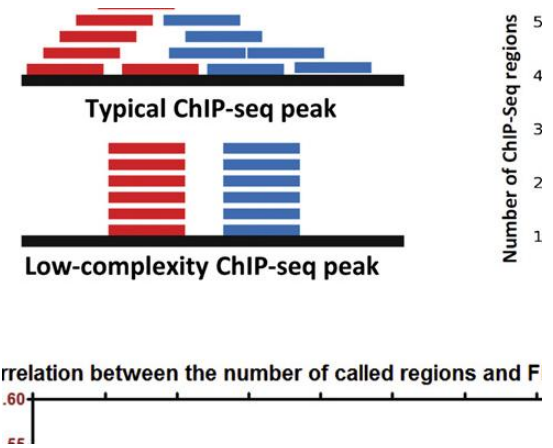 Typical ChIP-seq peak
Low-complexity ChIP-seq peak
Number of ChIP-Seq regions
5
4
3
2
1
rrelation between the number of called regions and F
.60
.55